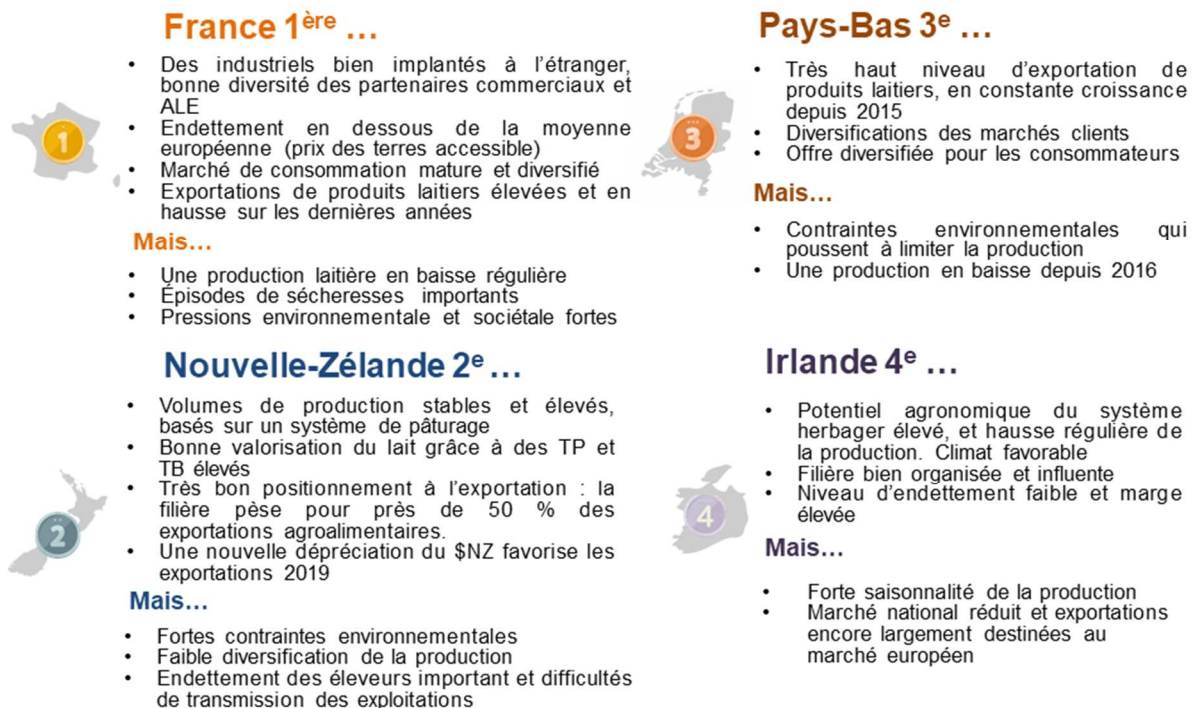 France 1ère …
• Des industriels bien implantés à l'étranger,
bonne diversité des partenaires commerciaux et
ALE
• Endettement en dessous de la moyenne
européenne (prix des terres accessible)
• Marché de consommation mature et diversifié
• Exportations de produits laitiers élevées et en
hausse sur les dernières années
1
Mais…
• Une production laitière en baisse régulière
• Épisodes de sécheresses importants
• Pressions environnementale et sociétale fortes
Pays-Bas 3e …
• Très haut niveau d'exportation de
produits laitiers, en constante croissance
depuis 2015
• Diversifications des marchés clients
• Offre diversifiée pour les consommateurs
3
Mais…
• Contraintes environnementales qui
poussent à limiter la production
• Une production en baisse depuis 2016
Nouvelle-Zélande 2e …
• Volumes de production stables et élevés,
basés sur un système de pâturage
• Bonne valorisation du lait grâce à des TP et
TB élevés
• Très bon positionnement à l'exportation : la
filière pèse pour près de 50 % des
exportations agroalimentaires.
• Une nouvelle dépréciation du $NZ favorise les
exportations 2019
2
Mais…
• Fortes contraintes environnementales
• Faible diversification de la production
• Endettement des éleveurs important et difficultés
de transmission des exploitations
Irlande 4e …
• Potentiel agronomique du système
herbager élevé, et hausse régulière de
la production. Climat favorable
• Filière bien organisée et influente
• Niveau d'endettement faible et marge
élevée
4
Mais…
• Forte saisonnalité de la production
• Marché national réduit et exportations
encore largement destinées au
marché européen